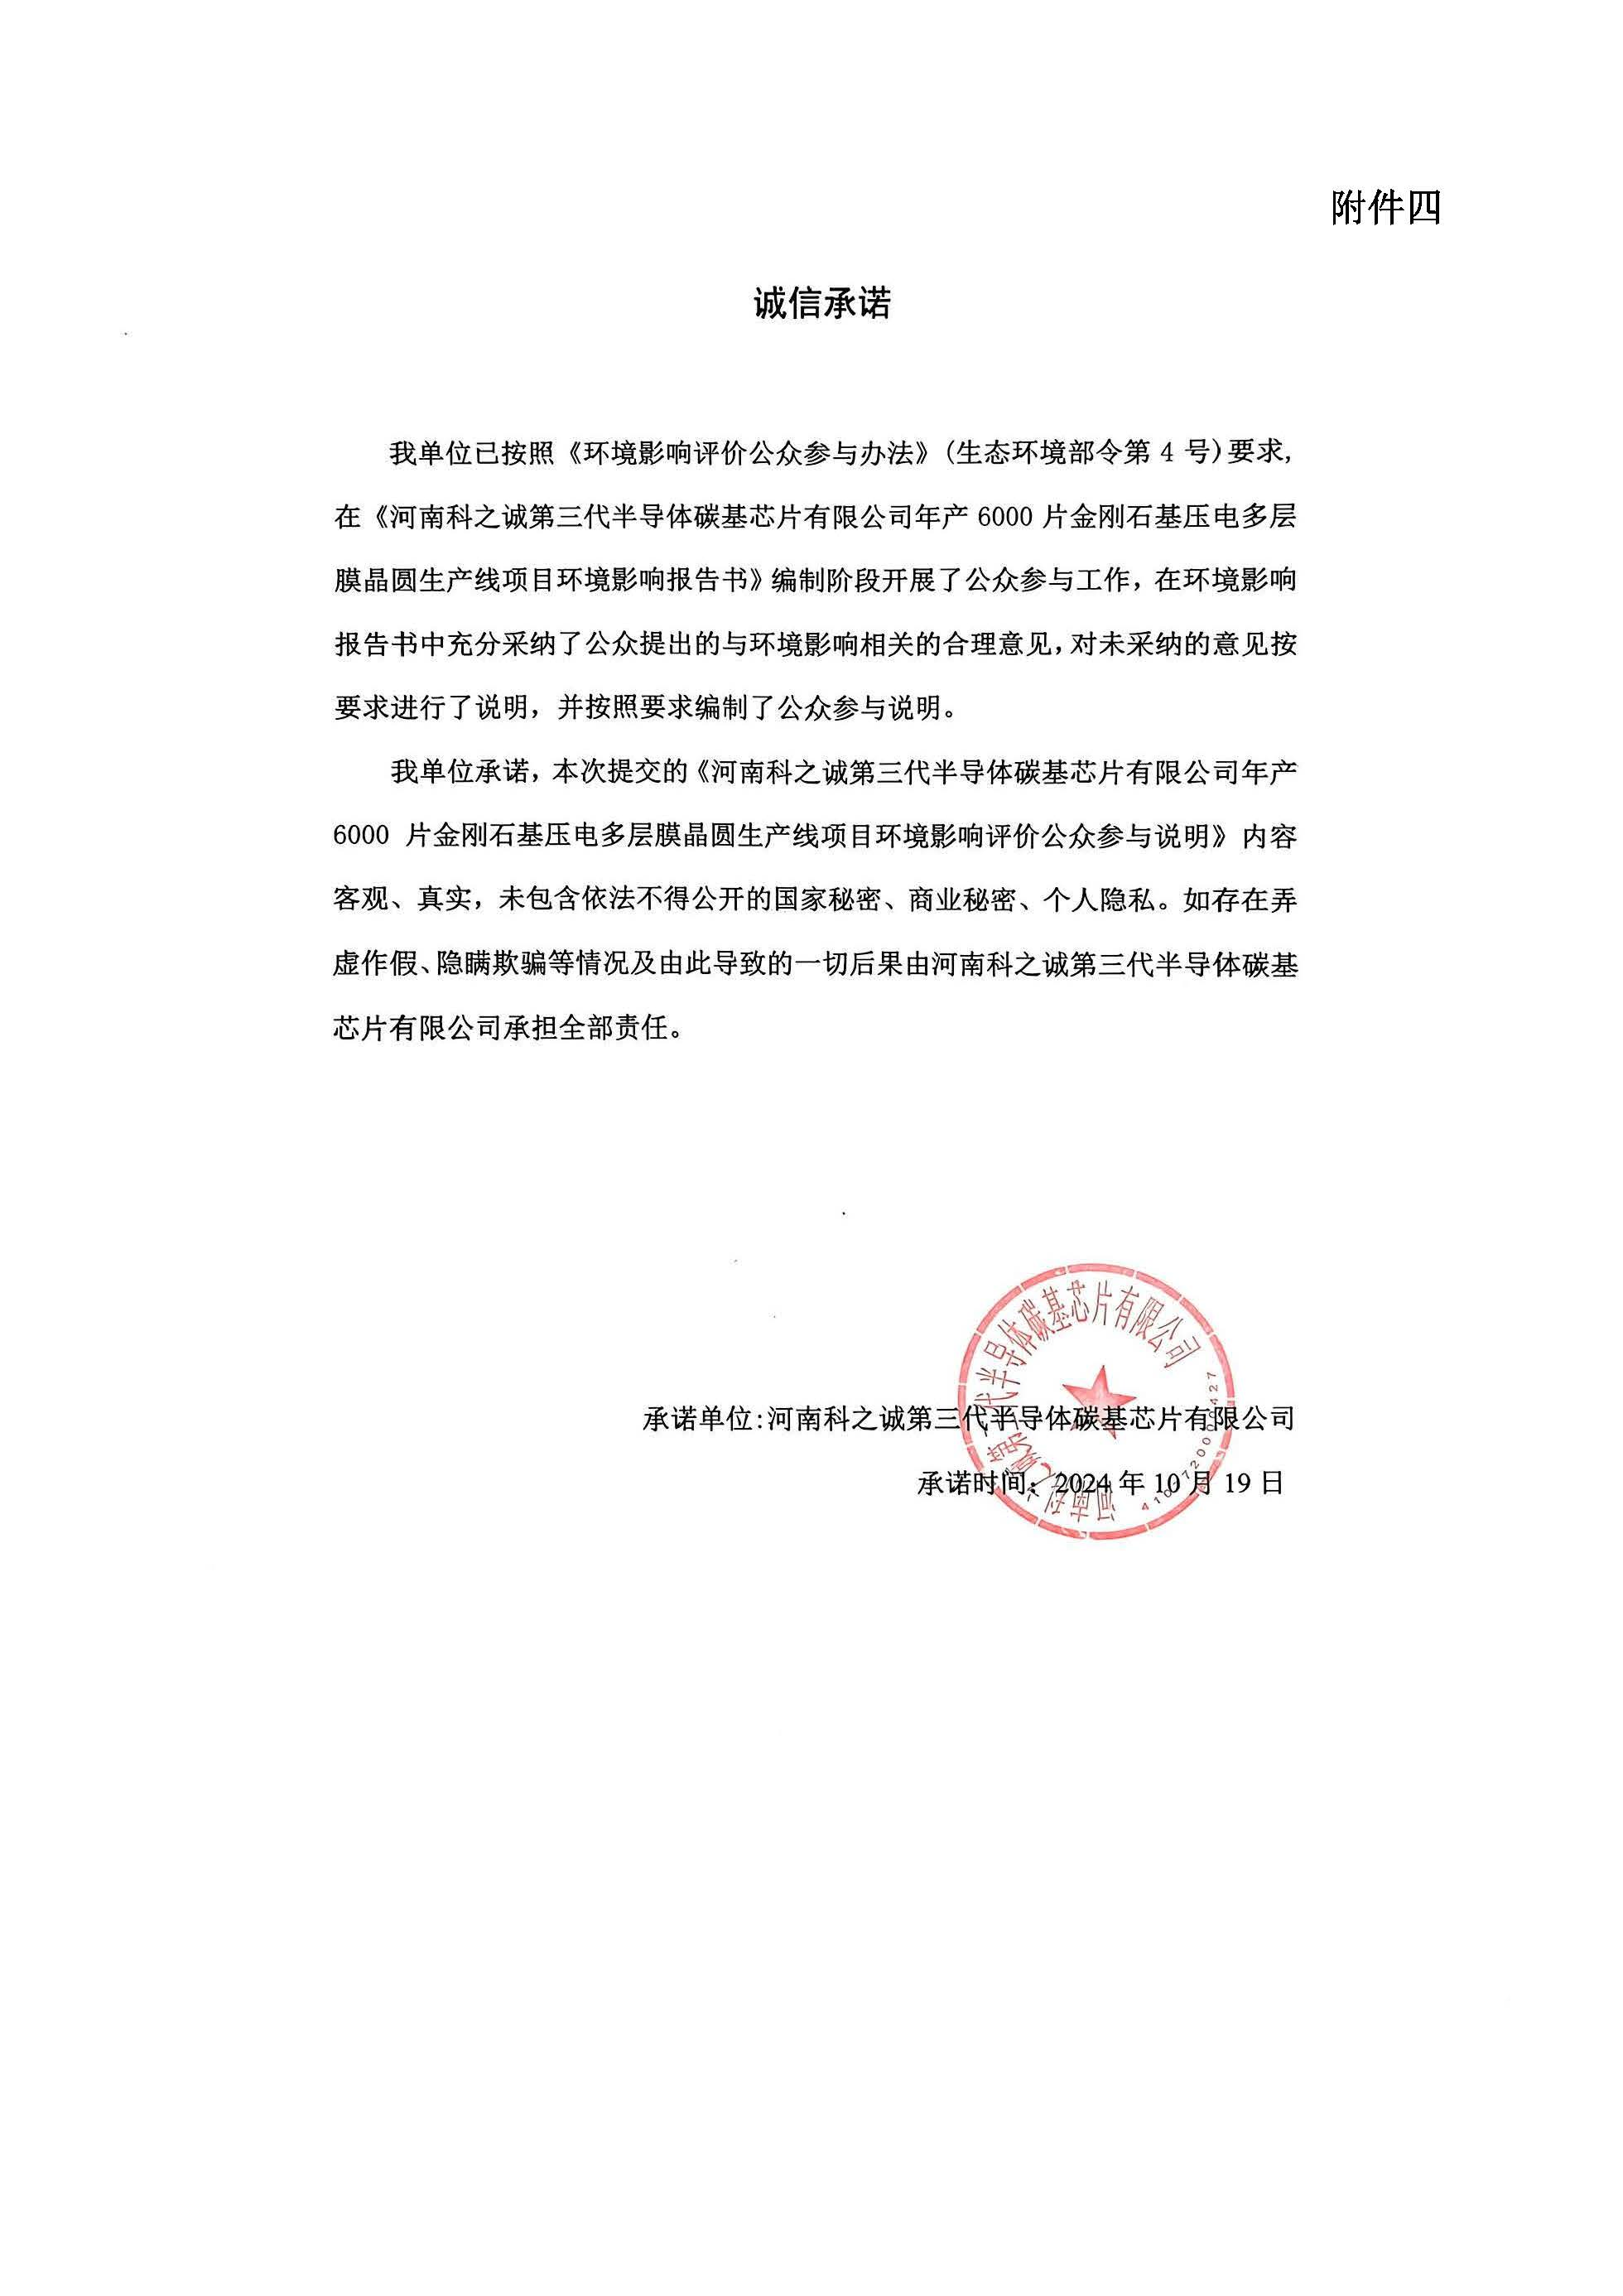 附件四
诚信承诺
我单位已按照《环境影响评价公众参与办法》(生态环境部令第 4 号)要求,
在《河南科之诚第三代半导体碳基芯片有限公司年产 6000 片金刚石基压电多层
膜晶圆生产线项目环境影响报告书》编制阶段开展了公众参与工作，在环境影响
报告书中充分采纳了公众提出的与环境影响相关的合理意见，对未采纳的意见按
要求进行了说明，并按照要求编制了公众参与说明。
我单位承诺，本次提交的《河南科之诚第三代半导体碳基芯片有限公司年产
6000 片金刚石基压电多层膜晶圆生产线项目环境影响评价公众参与说明》内容
客观、真实，未包含依法不得公开的国家秘密、商业秘密、个人隐私。如存在弄
虚作假、隐瞒欺骗等情况及由此导致的一切后果由河南科之诚第三代半导体碳基
芯片有限公司承担全部责任。
承诺单位:河南科之诚第三代半导体碳基芯片有限公司
承诺时间：2024 年 10 月 19 日
代半导体碳基芯片有限公司